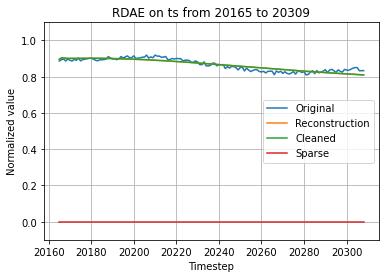 RDAE on ts from 20165 to 20309
1.0
0.8
0.6
0.4
0.2
0.0
Normalized value
Original
Reconstruction
Cleaned
Sparse
20160 20180 20200 20220 20240 20260 20280 20300
Timestep